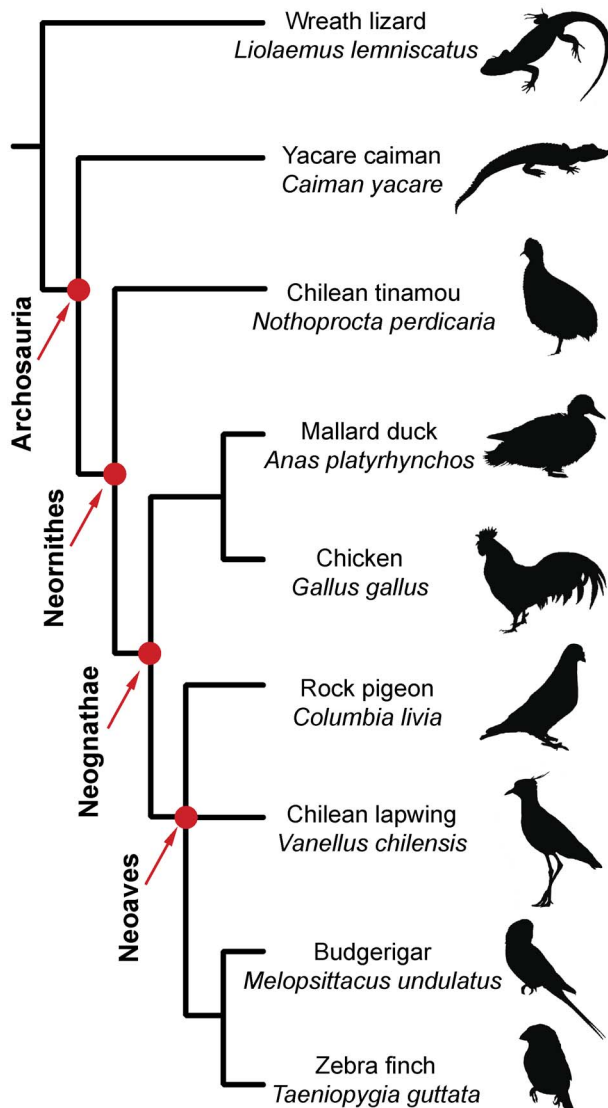 Wreath lizard
Liolaemus lemniscatus
Yacare caiman
Caiman yacare
Archosauria
Chilean tinamou
Nothoprocta perdicaria
Neornithes
Mallard duck
Anas platyrhynchos
Chicken
Gallus gallus
Neognathae
Rock pigeon
Columbia livia
Neoaves
Chilean lapwing
Vanellus chilensis
Budgerigar
Melopsittacus undulatus
Zebra finch
Taeniopygia guttata